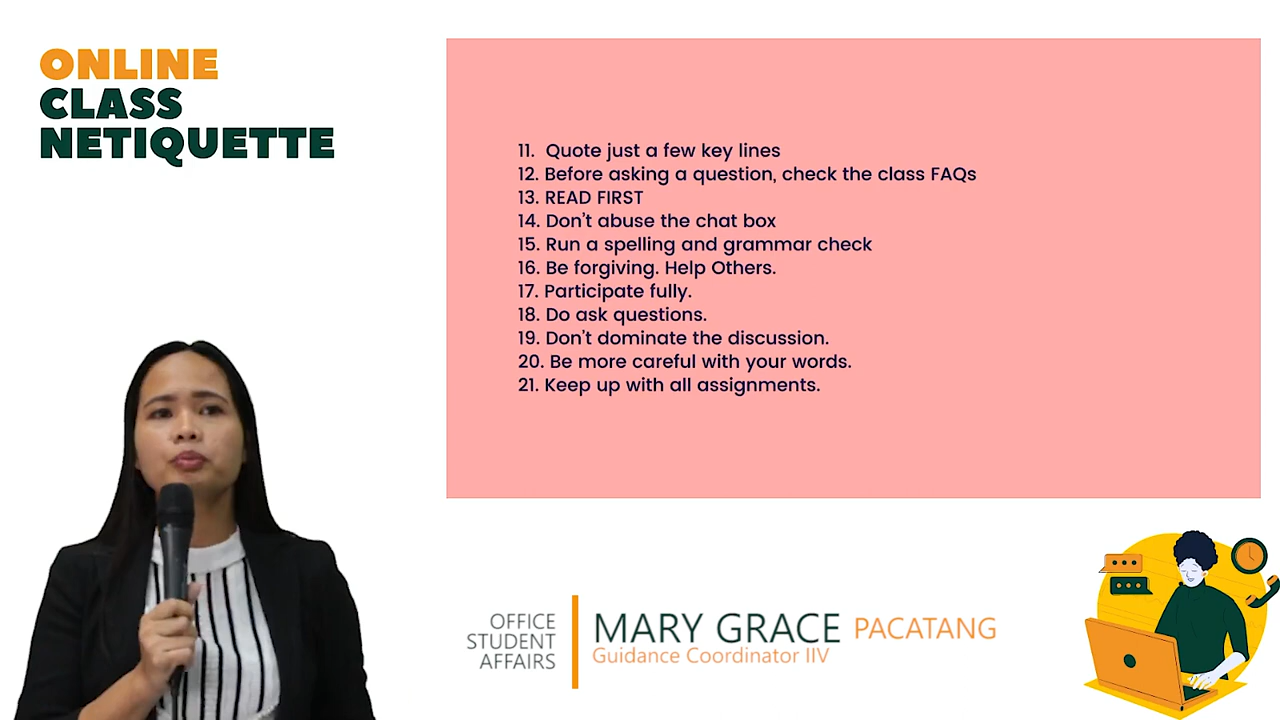 ONLINE
CLASS
NETIQUETTE
11. Quote just a few key lines
12. Before asking a question, check the class FAQs
13. READ FIRST
14. Don't abuse the chat box
15. Run a spelling and grammar check
16. Be forgiving. Help Others.
17. Participate fully.
18. Do ask questions.
19. Don't dominate the discussion.
20. Be more careful with your words.
21. Keep up with all assignments.
OFFICE
STUDENT
AFFAIRS
MARY GRACE PACATANG
Guidance Coordinator IIV